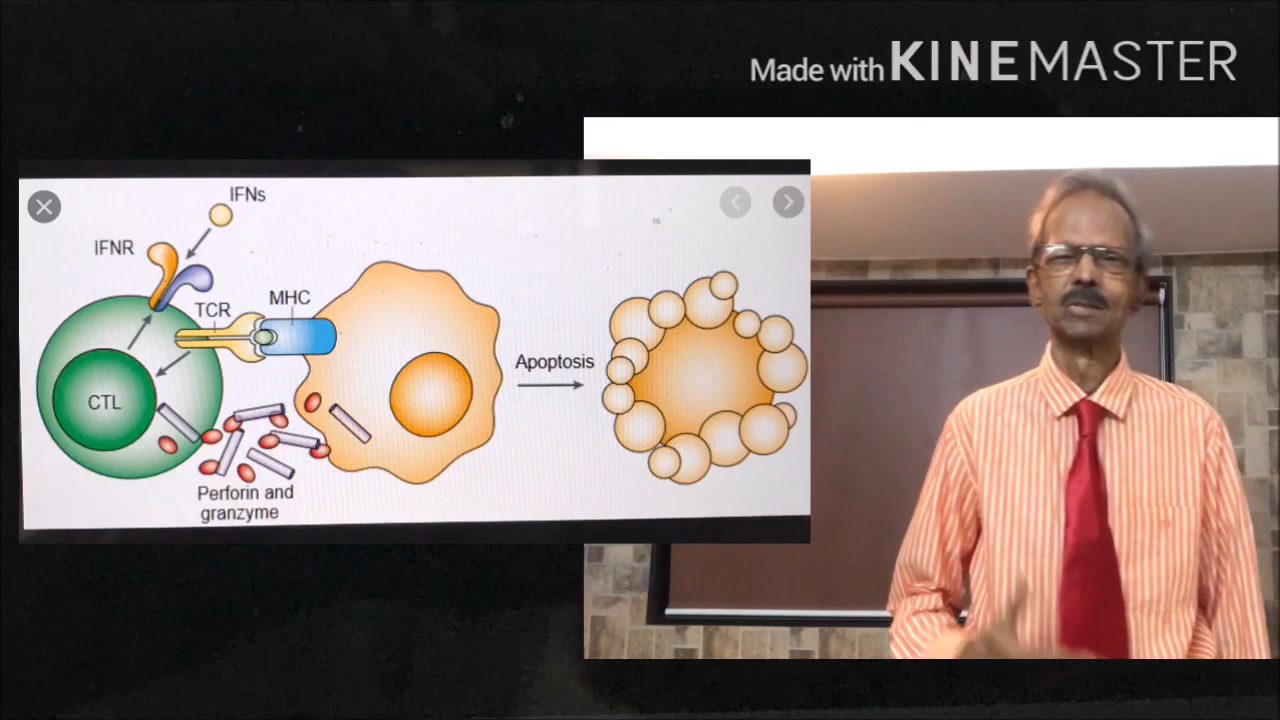 Made with KINEMASTER
IFNs
IFNR
TCR
MHC
CTL
Apoptosis
Perforin and
granzyme